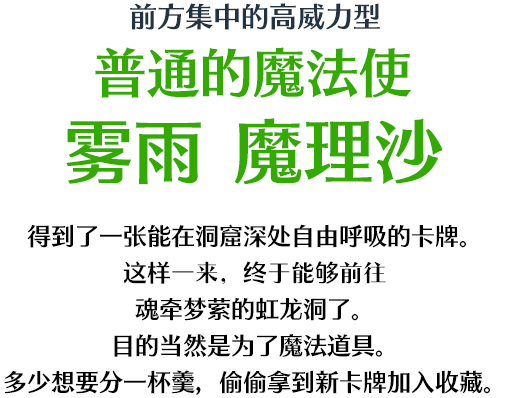 前方集中的高威力型
普通的魔法使
雾雨 魔理沙
得到了一张能在洞窟深处自由呼吸的卡牌。
这样一来，终于能够前往
魂牵梦萦的虹龙洞了。
目的当然是为了魔法道具。
多少想要分一杯羹，偷偷拿到新卡牌加入收藏。